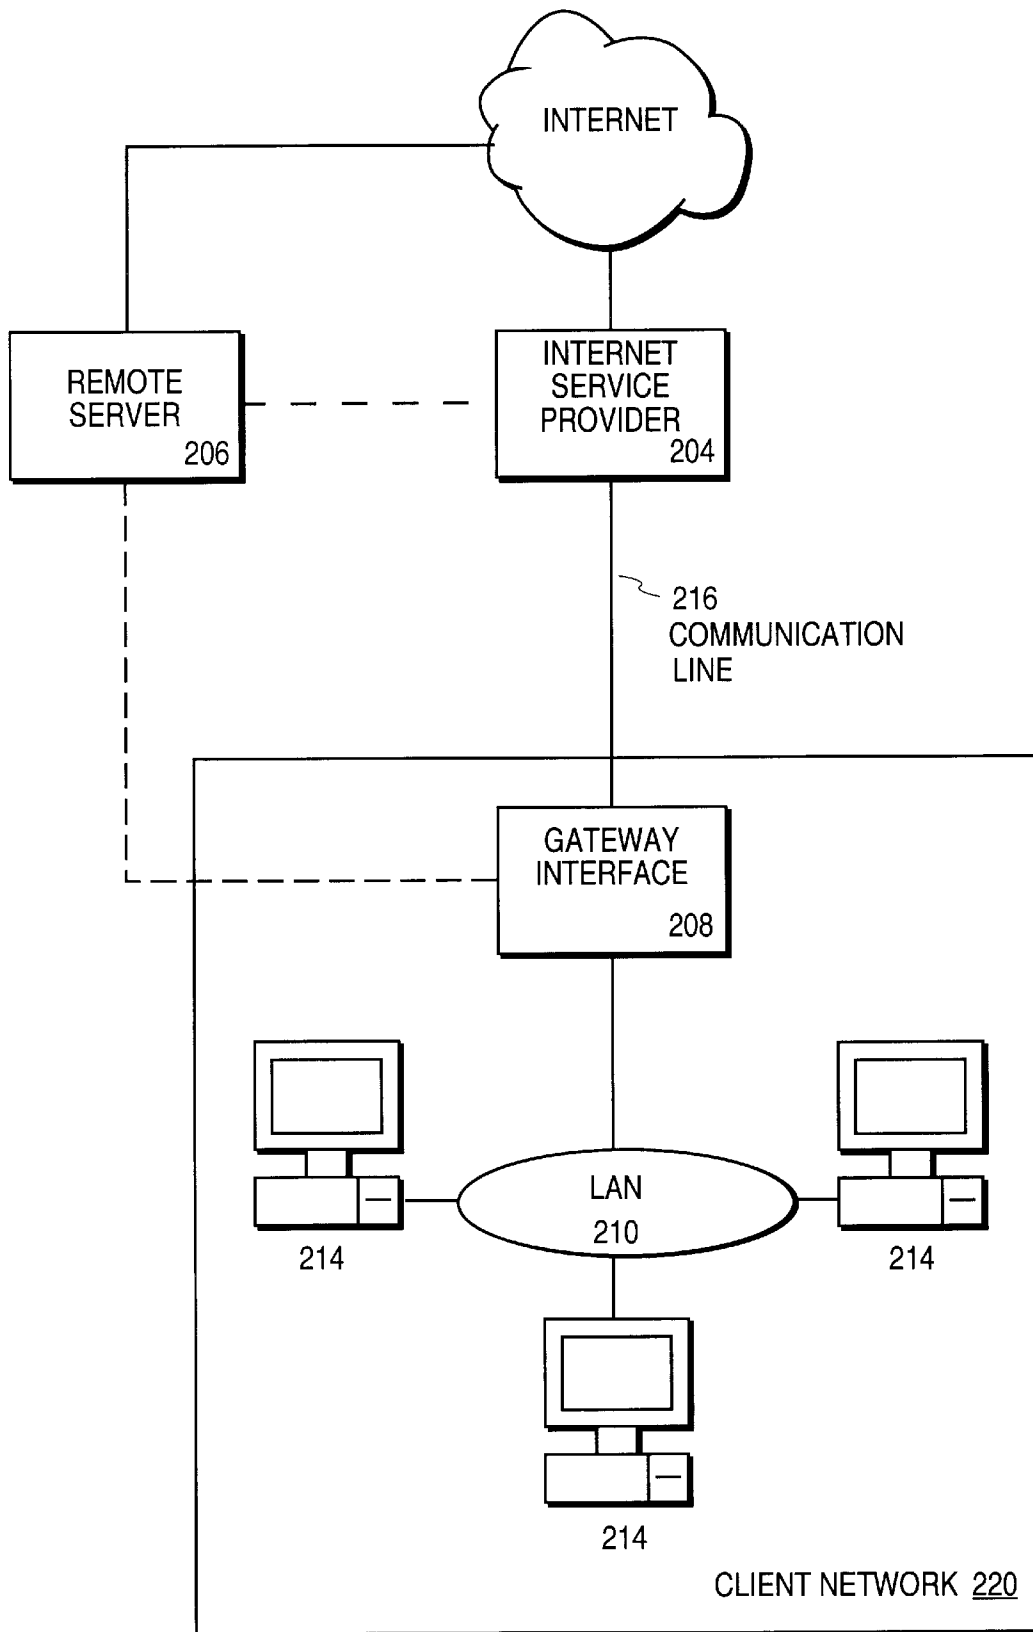 INTERNET
REMOTE
SERVER
206
INTERNET
SERVICE
PROVIDER
204
216
COMMUNICATION
LINE
GATEWAY
INTERFACE
208
LAN
210
214
214
214
CLIENT NETWORK 220